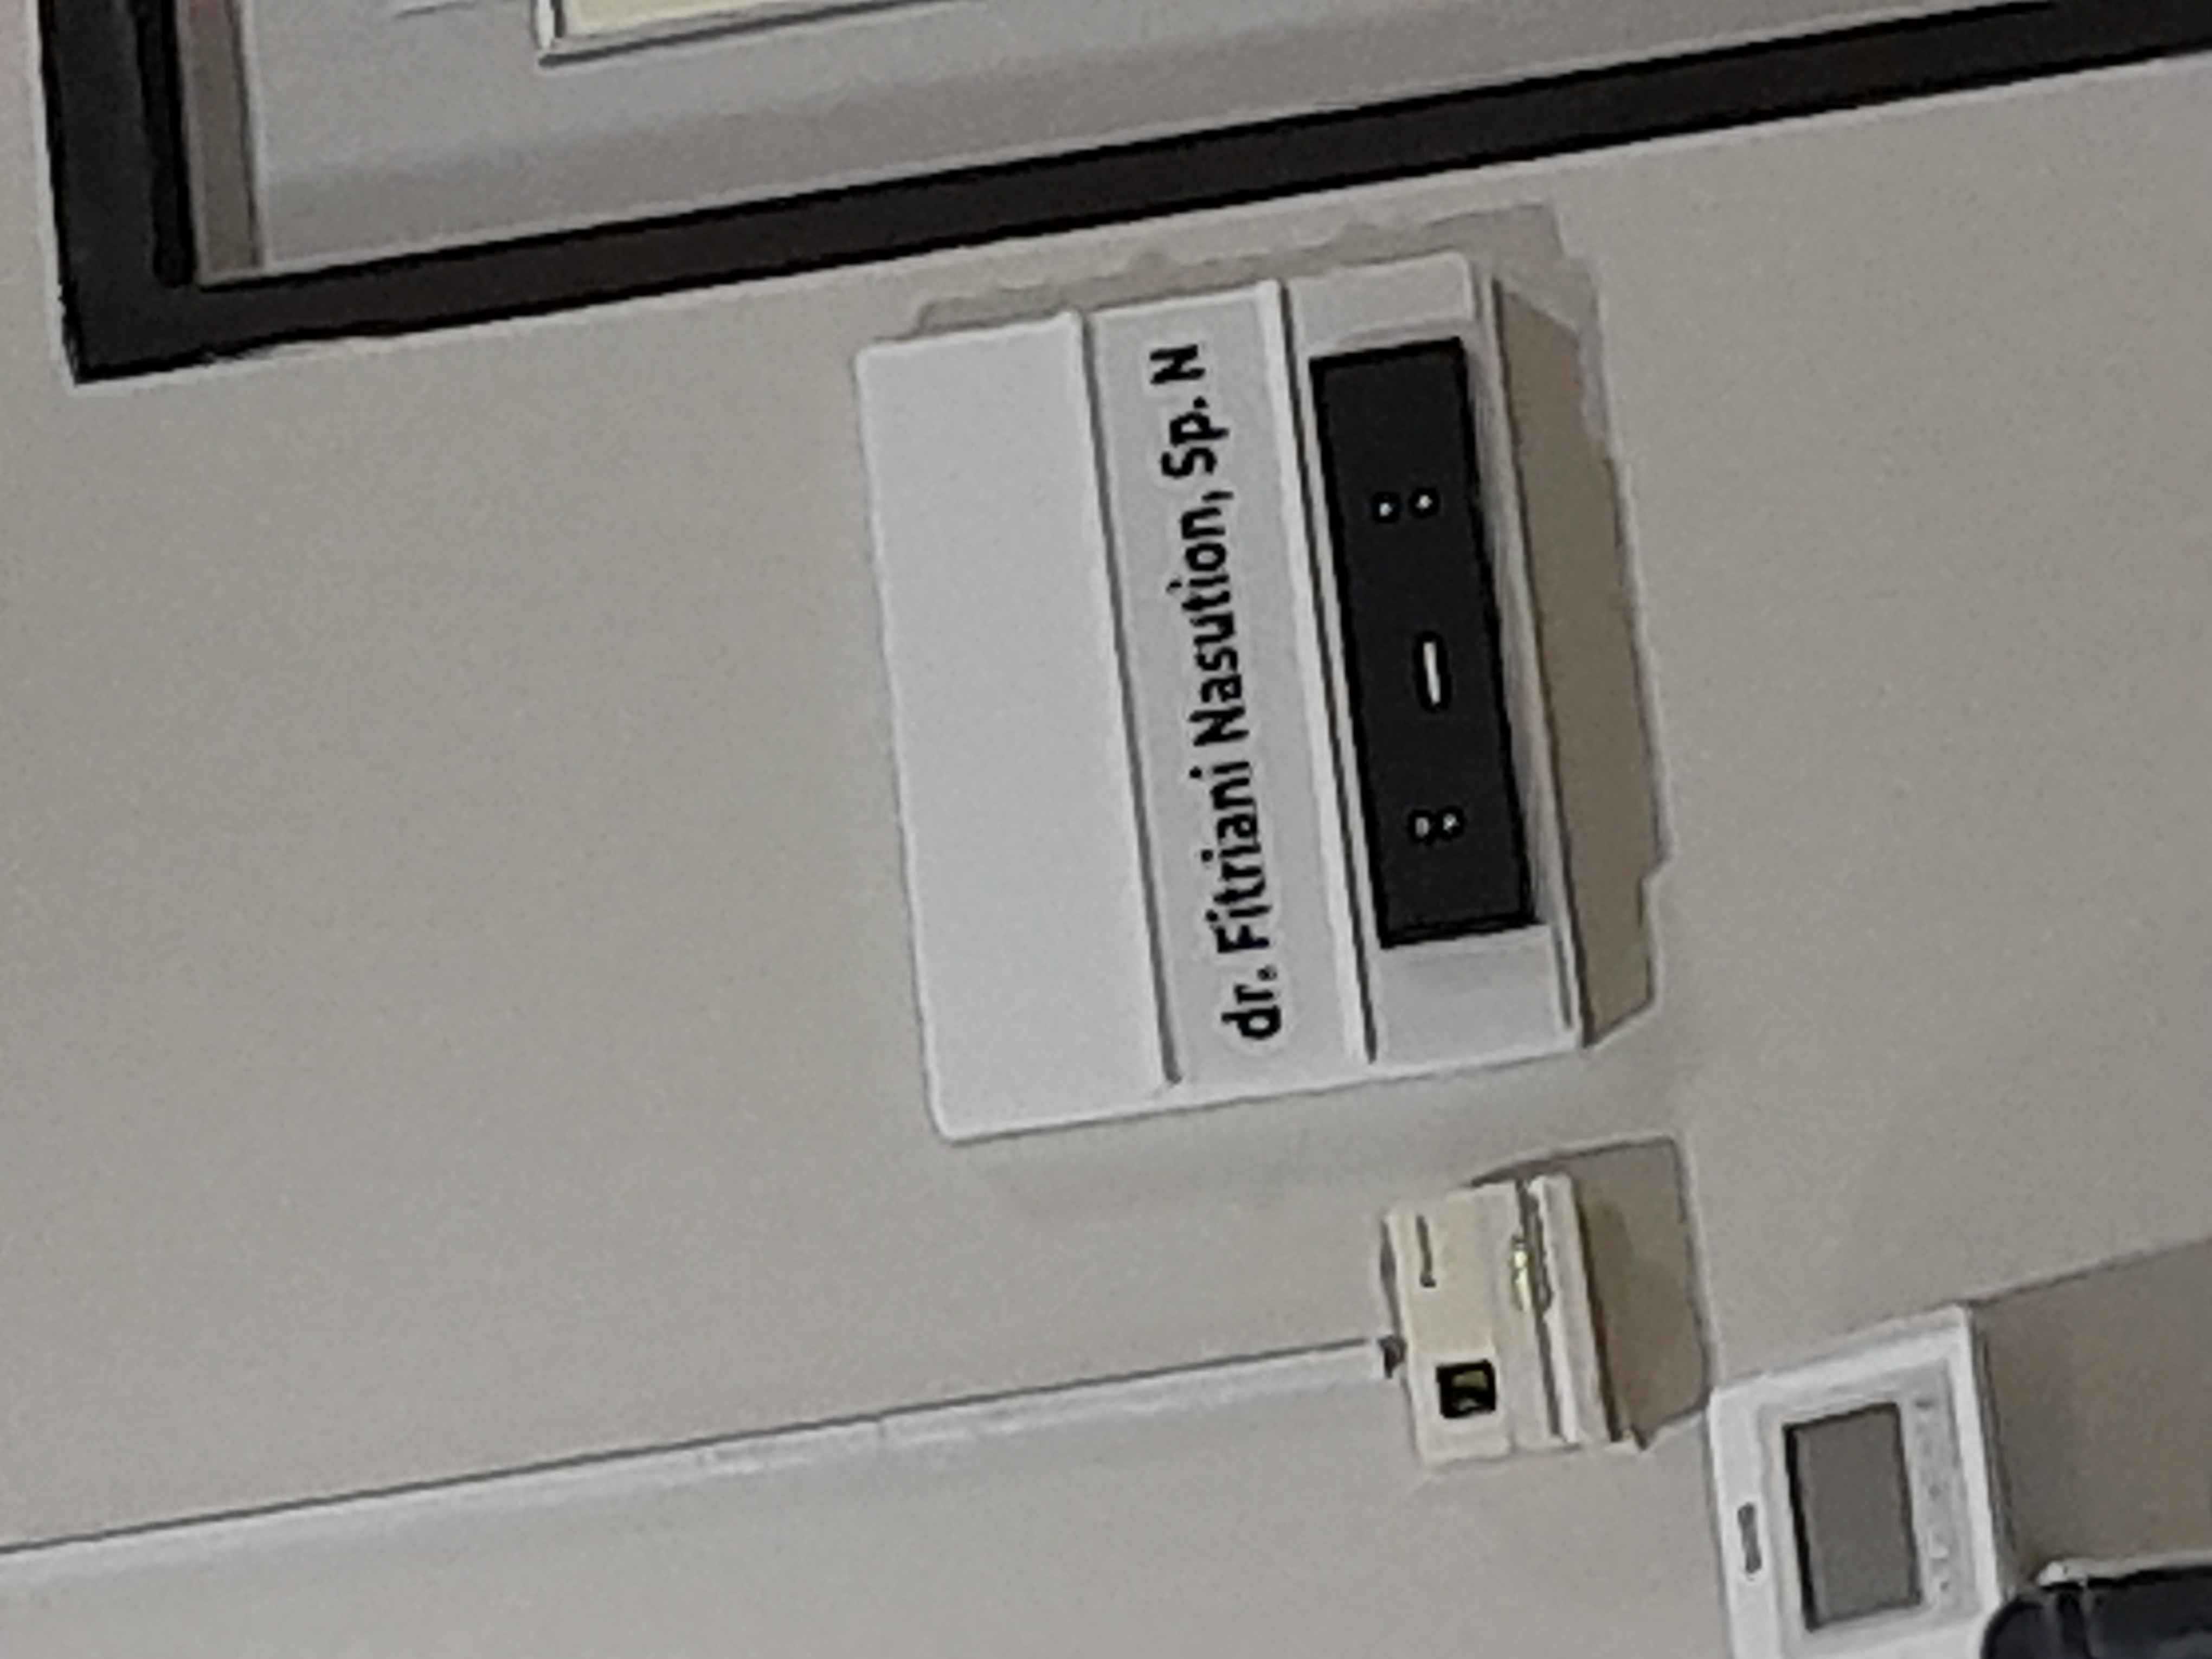 dr. Fitriani Nasution, Sp. N